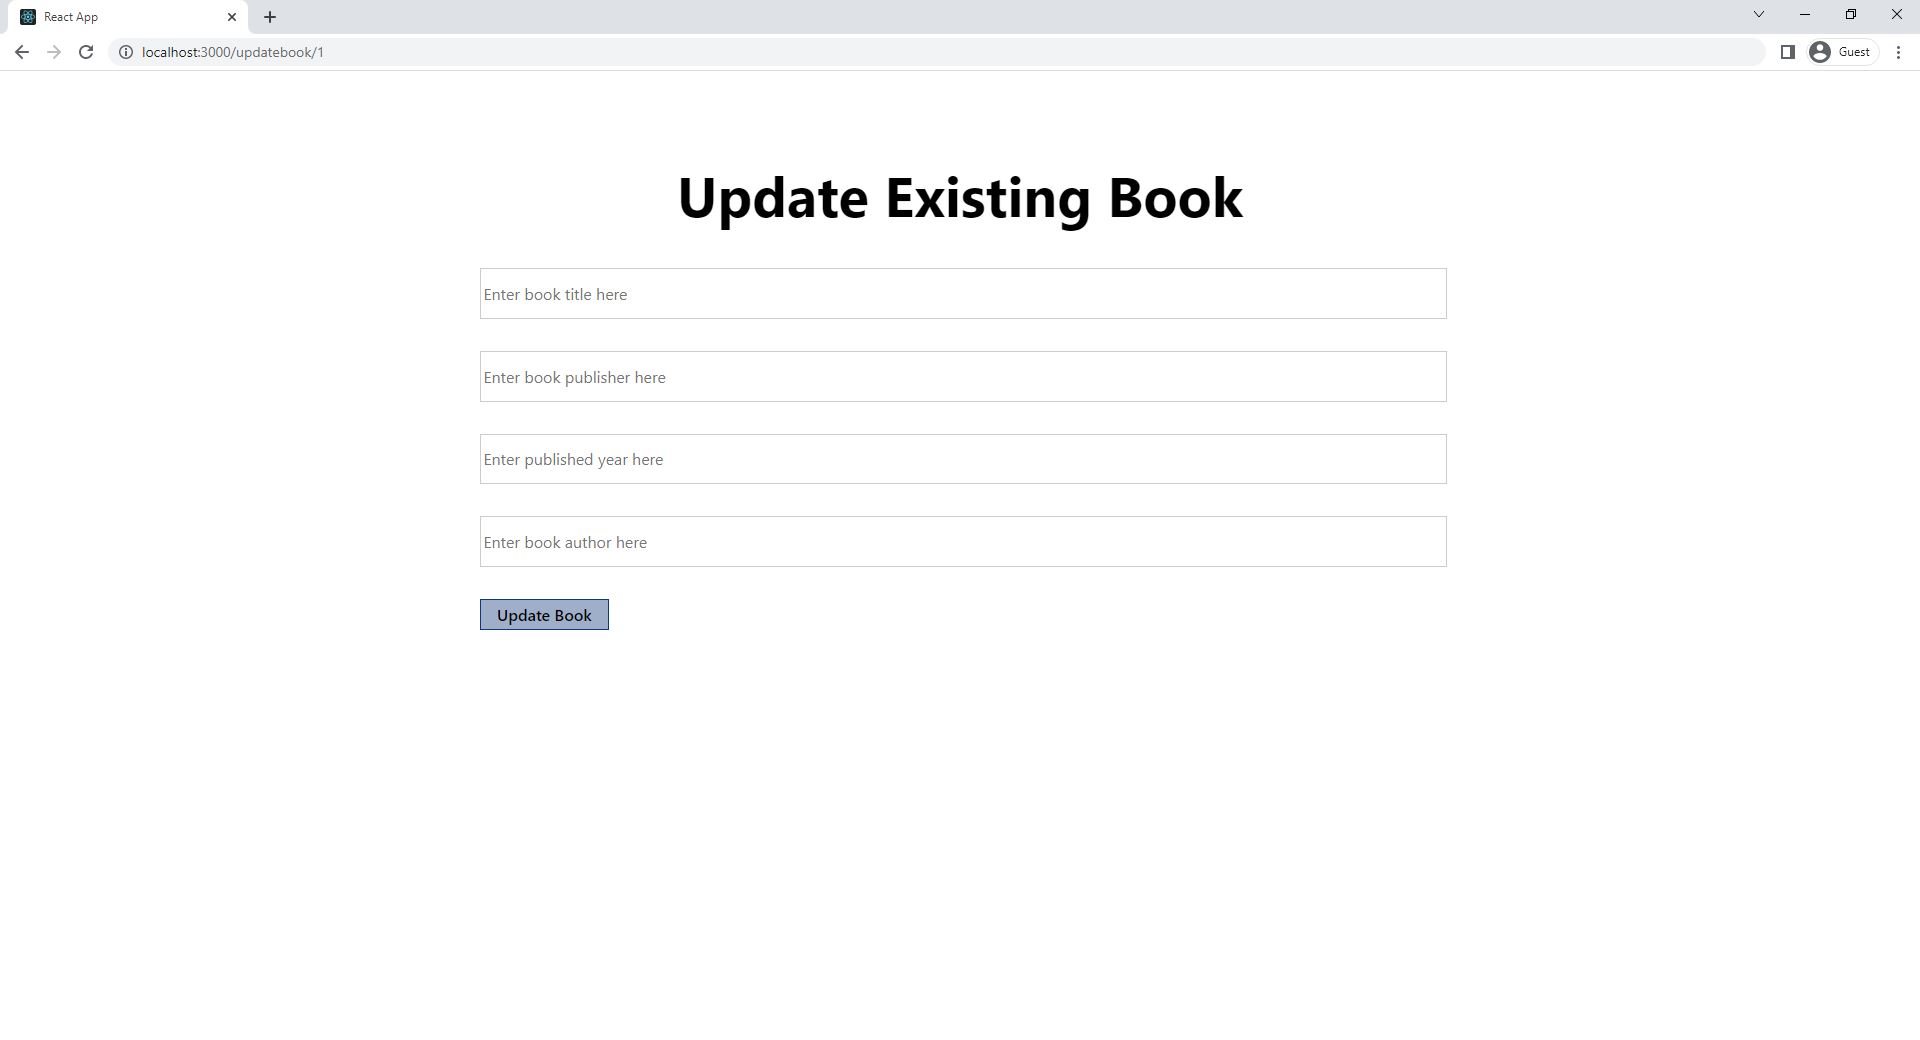 React App
localhost:3000/updatebook/1
Guest
Update Existing Book
Enter book title here
Enter book publisher here
Enter published year here
Enter book author here
Update Book